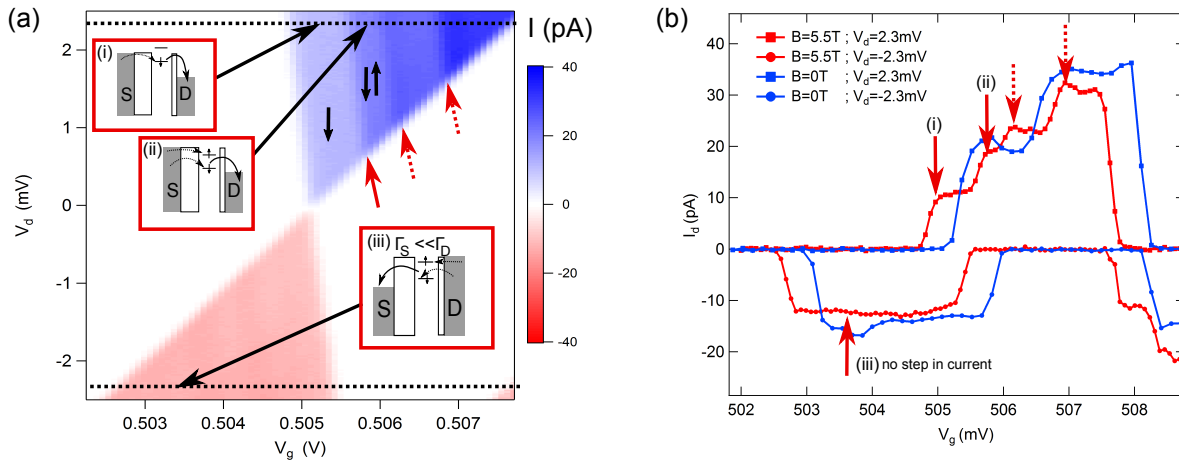 (a)
I (pA)
2
1
0
-1
-2
V_d (mV)
0.503
0.504
0.505
0.506
0.507
V_g (V)
40
20
0
-20
-40
(i)
S
D
(ii)
S
D
(iii) Γ_S <<Γ_D
S
D
(b)
B=5.5T ; V_d=2.3mV
B=5.5T ; V_d=-2.3mV
B=0T ; V_d=2.3mV
B=0T ; V_d=-2.3mV
(i)
(ii)
(iii) no step in current
40
30
20
10
0
-10
-20
I_d (pA)
502
503
504
505
506
507
508
V_g (mV)